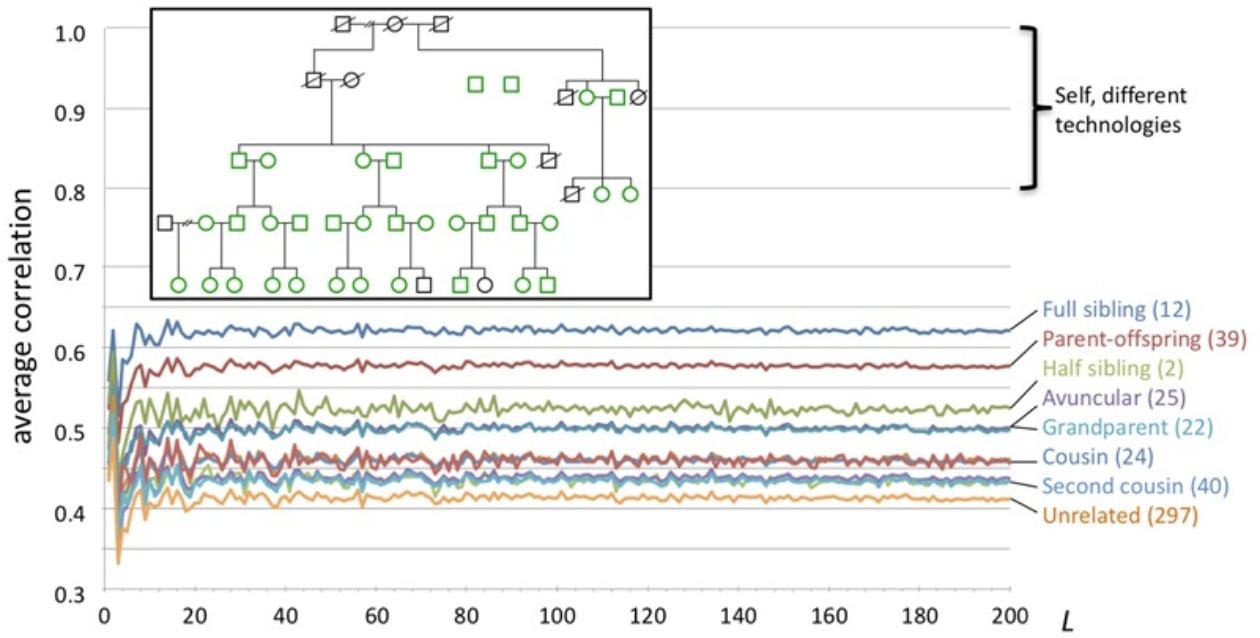 1.0
0.9
0.8
0.7
0.6
0.5
0.4
0.3
average correlation
0 20 40 60 80 100 120 140 160 180 200
L
Self, different
technologies
Full sibling (12)
Parent-offspring (39)
Half sibling (2)
Avuncular (25)
Grandparent (22)
Cousin (24)
Second cousin (40)
Unrelated (297)